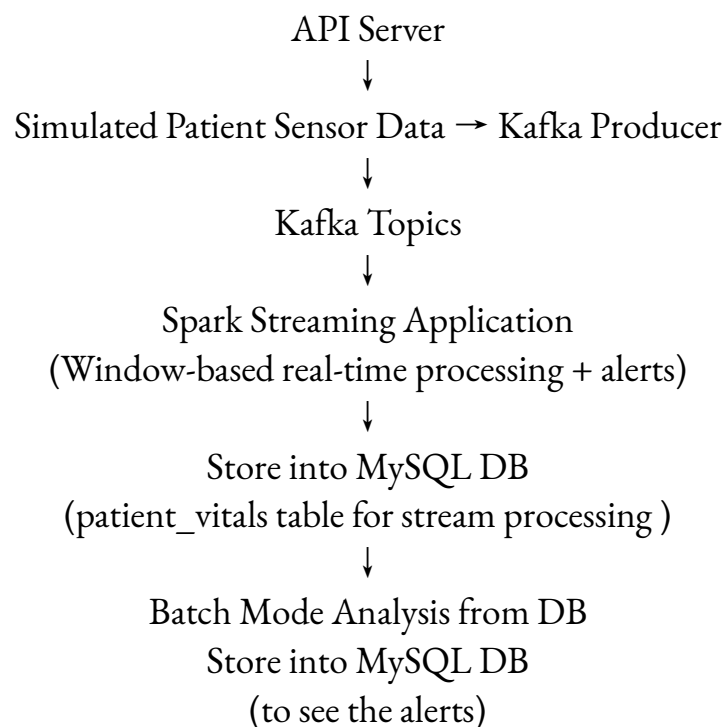 API Server
↓
Simulated Patient Sensor Data → Kafka Producer
↓
Kafka Topics
↓
Spark Streaming Application
(Window-based real-time processing + alerts)
↓
Store into MySQL DB
(patient_vitals table for stream processing )
↓
Batch Mode Analysis from DB
Store into MySQL DB
(to see the alerts)